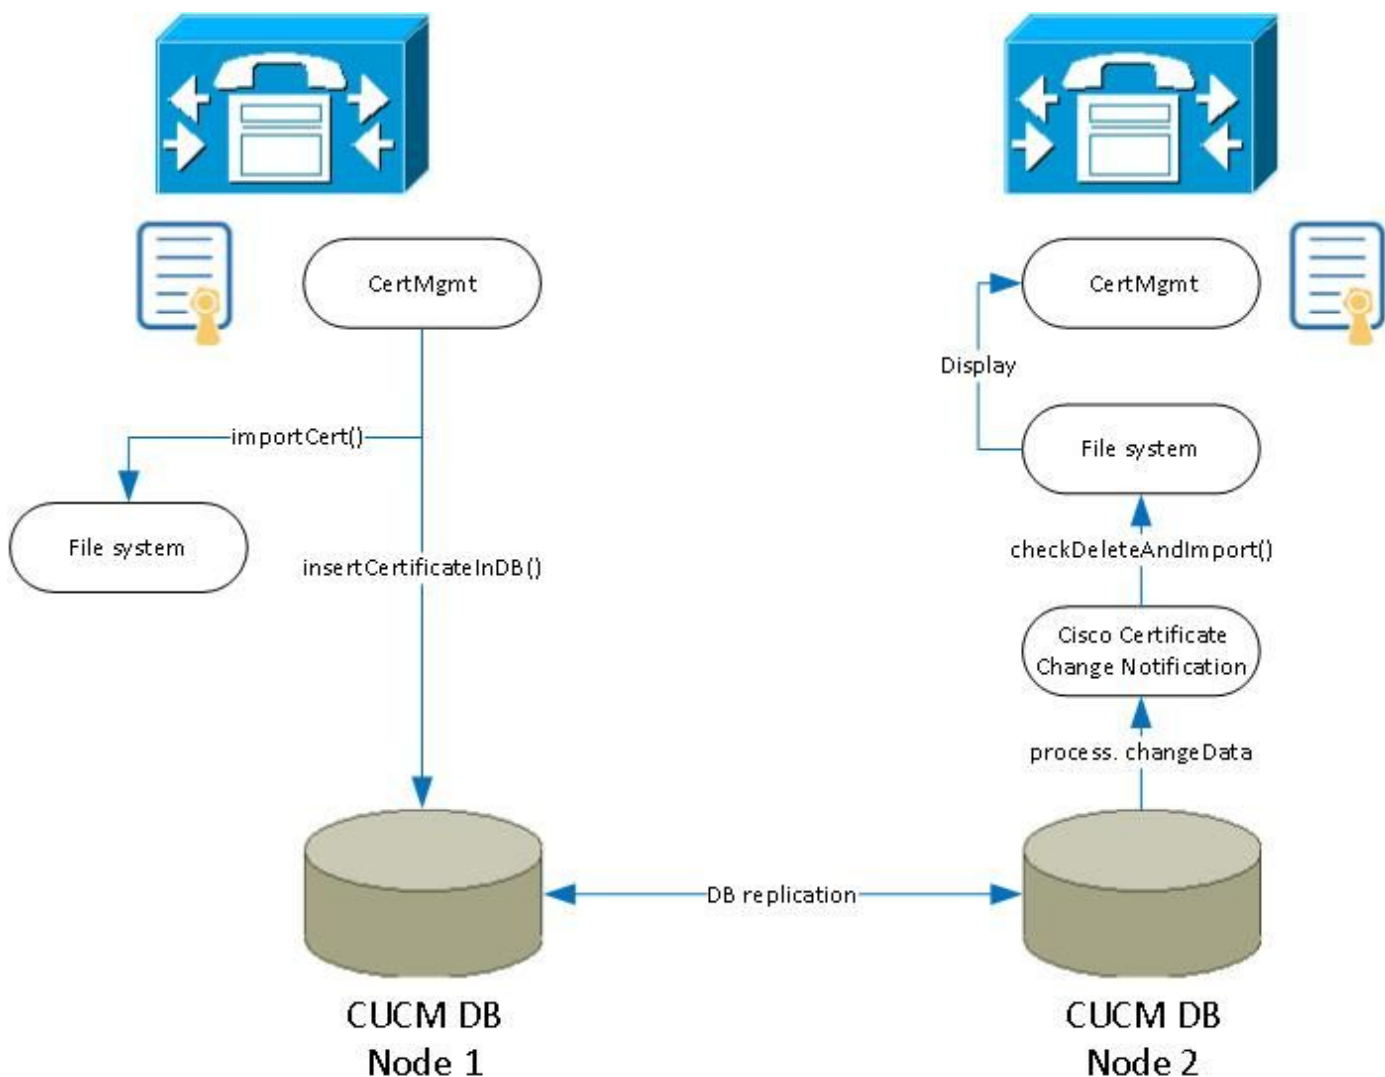 CertMgmt
importCert()
File system
insertCertificateInDB()
CUCM DB
Node 1
DB replication
CertMgmt
Display
File system
checkDeleteAndImport()
Cisco Certificate
Change Notification
process. changeData
CUCM DB
Node 2